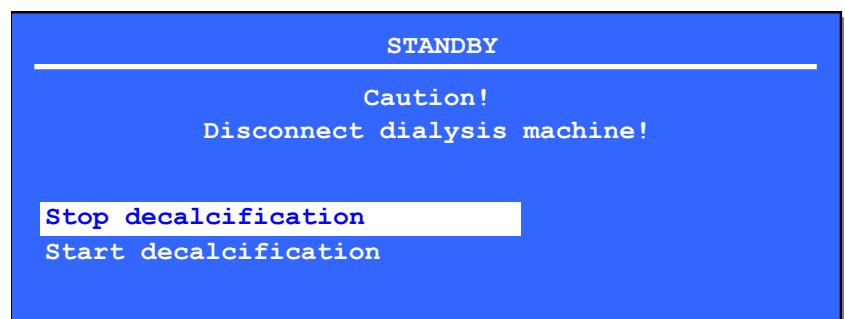 STANDBY
Caution!
Disconnect dialysis machine!
Stop decalcification
Start decalcification